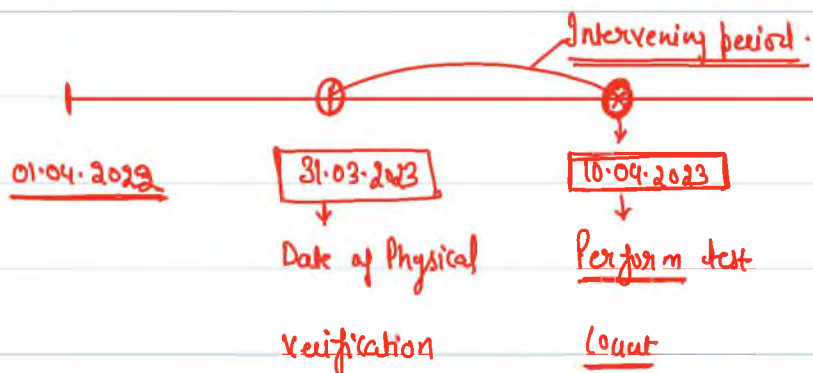 Intervening period.
01.04.2022
31.03.2023
10.04.2023
Date of Physical
Perform test
Verification
Count